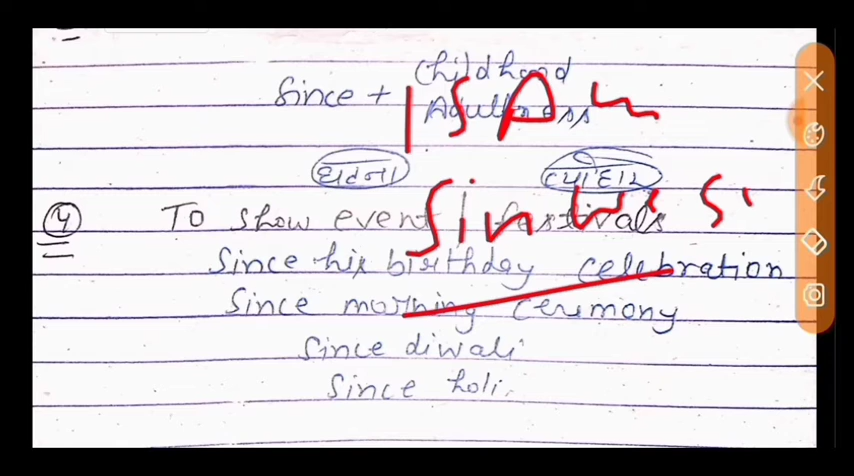 Childhood
Since + Adultness
घटना त्योहार
(4) To show event / festivals
Since his birthday celebration
Since morning ceremony
Since diwali
Since holi.